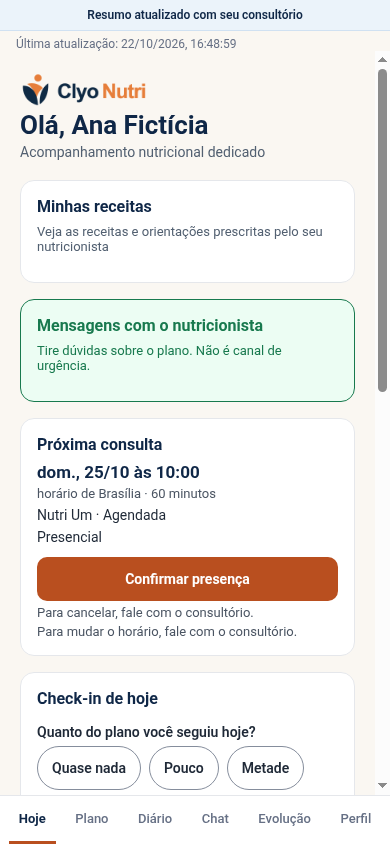 Resumo atualizado com seu consultório
Última atualização: 22/10/2026, 16:48:59
Clyo Nutri
Olá, Ana Fictícia
Acompanhamento nutricional dedicado
Minhas receitas
Veja as receitas e orientações prescritas pelo seu
nutricionista
Mensagens com o nutricionista
Tire dúvidas sobre o plano. Não é canal de
urgência.
Próxima consulta
dom., 25/10 às 10:00
horário de Brasília · 60 minutos
Nutri Um · Agendada
Presencial
Confirmar presença
Para cancelar, fale com o consultório.
Para mudar o horário, fale com o consultório.
Check-in de hoje
Quanto do plano você seguiu hoje?
Quase nada Pouco Metade
Hoje Plano Diário Chat Evolução Perfil